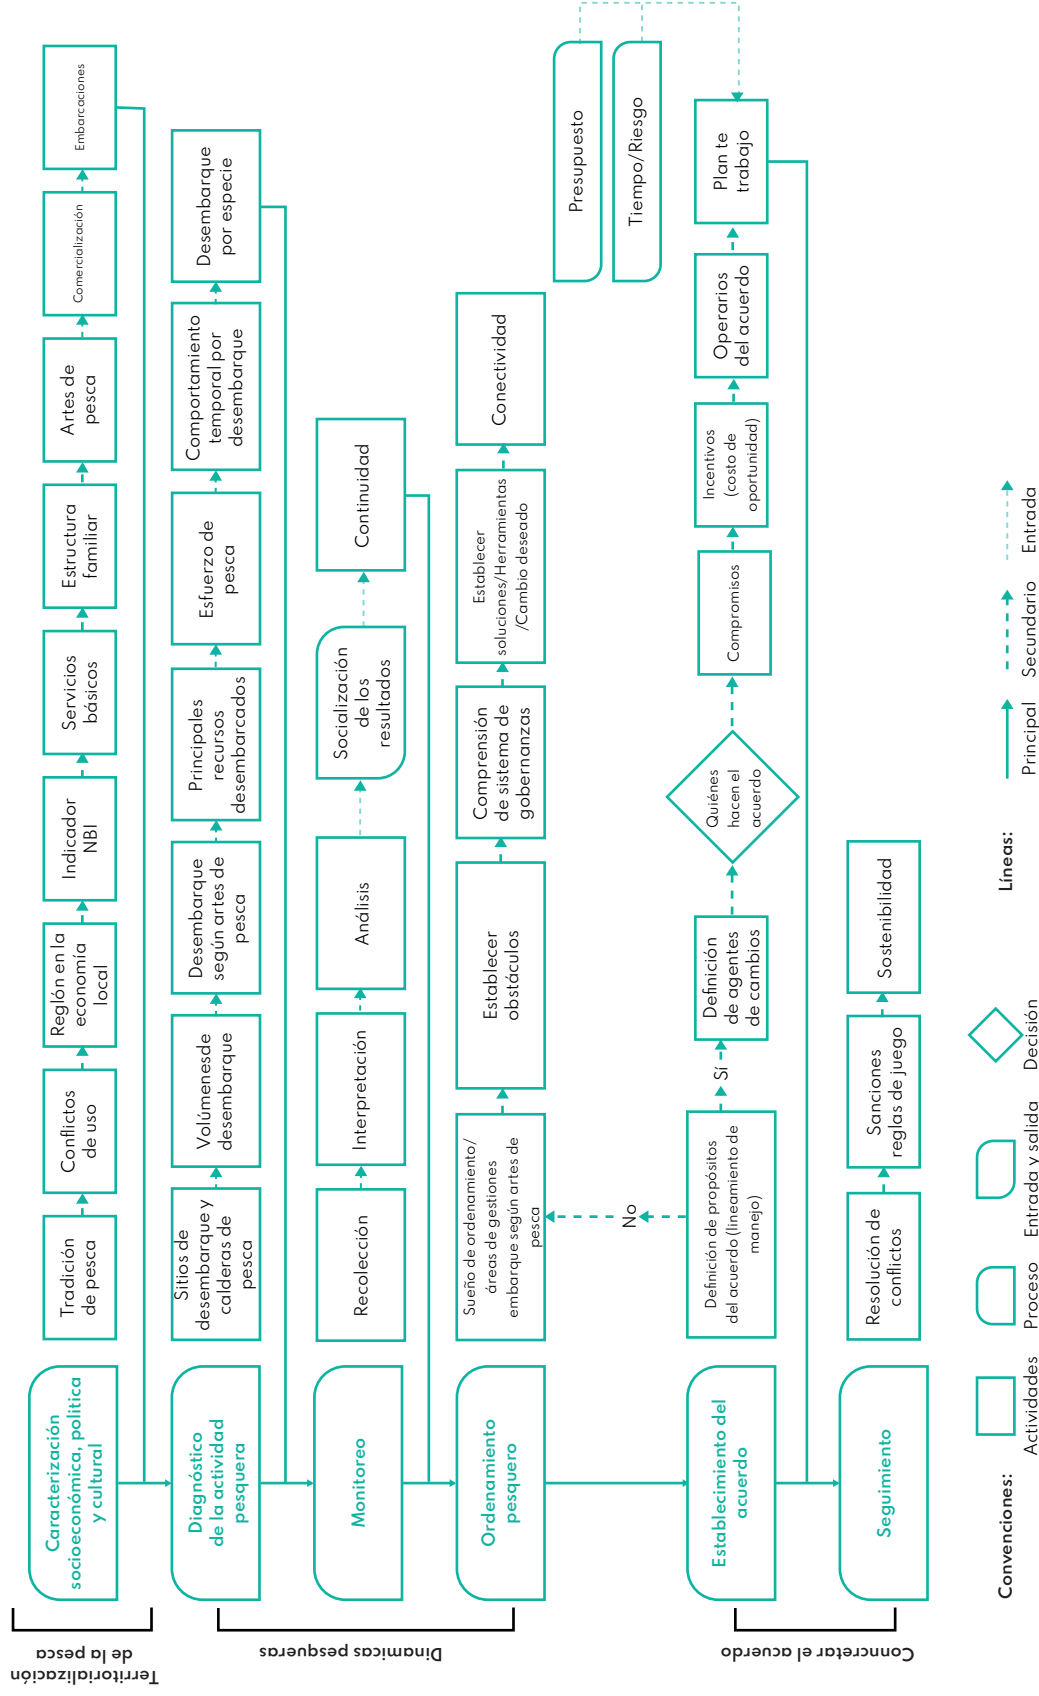 Territorialización
de la pesca
Caracterización
socioeconómica, política
y cultural
Tradición
de pesca
Conflictos
de uso
Reglón en la
economía
local
Indicador
NBI
Servicios
básicos
Estructura
familiar
Artes de
pesca
Comercialización
Embarcaciones
Dinamicas pesqueras
Diagnóstico
de la actividad
pesquera
Sitios de
desembarque y
calderas de
pesca
Volúmenesde
desembarque
Desembarque
según artes de
pesca
Principales
recursos
desembarcados
Esfuerzo de
pesca
Comportamiento
temporal por
desembarque
Desembarque
por especie
Monitoreo
Recolección
Interpretación
Análisis
Socialización
de los
resultados
Continuidad
Ordenamiento
pesquero
Sueño de ordenamiento/
áreas de gestiones
embarque según artes de
pesca
Establecer
obstáculos
Comprensión
de sistema de
gobernanzas
Establecer
soluciones/Herramientas
/Cambio deseado
Conectividad
No
Presupuesto
Tiempo/Riesgo
Conncretar el acuerdo
Establecimiento del
acuerdo
Definición de propósitos
del acuerdo (lineamiento de
manejo)
Sí
Definición
de agentes
de cambios
Quiénes
hacen el
acuerdo
Compromisos
Incentivos
(costo de
oportunidad)
Operarios
del acuerdo
Plan te
trabajo
Seguimiento
Resolución de
conflictos
Sanciones
reglas de juego
Sostenibilidad
Convenciones:
Actividades
Proceso
Entrada y salida
Decisión
Líneas:
Principal
Secundario
Entrada